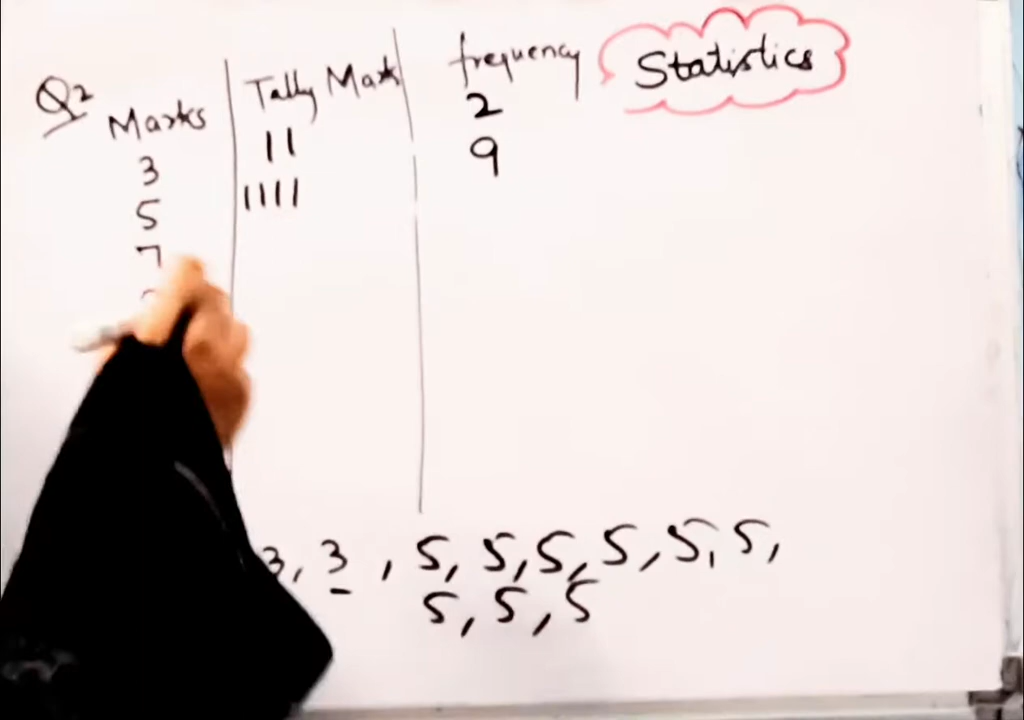 Statistics
Q2
Marks Tally Mark frequency
3 11 2
5 1111 9
7
3, 3, 5, 5, 5, 5, 5, 5,
5, 5, 5